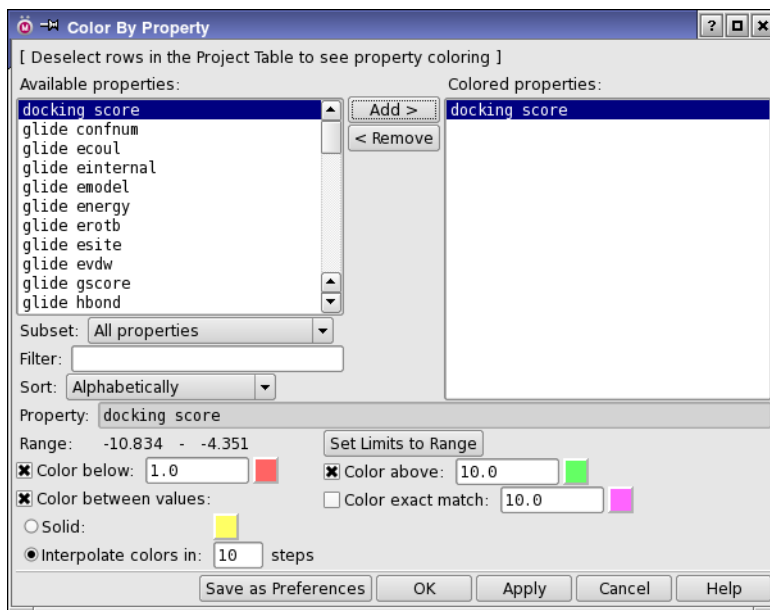 Color By Property
[ Deselect rows in the Project Table to see property coloring ]
Available properties:
docking score
glide confnum
glide ecoul
glide einternal
glide emodel
glide energy
glide erotb
glide esite
glide evdw
glide gscore
glide hbond
Add >
< Remove
Colored properties:
docking score
Subset: All properties
Filter:
Sort: Alphabetically
Property: docking score
Range: -10.834 - -4.351 Set Limits to Range
Color below: 1.0 Color above: 10.0
Color between values: Color exact match: 10.0
Solid:
Interpolate colors in: 10 steps
Save as Preferences OK Apply Cancel Help